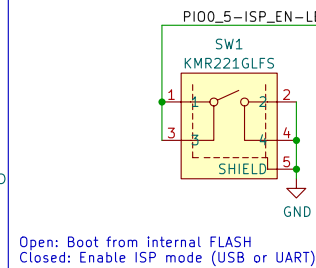 PIO0_5-ISP_EN-L
SW1
KMR221GLFS
1 1 2 2
3 3 4 4
SHIELD 5
GND
Open: Boot from internal FLASH
Closed: Enable ISP mode (USB or UART)